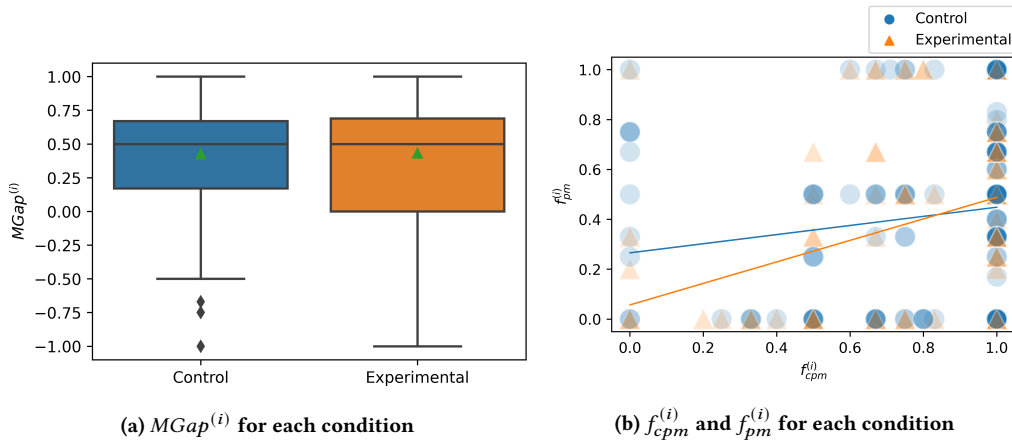 Control
Experimental
1.00
0.75
0.50
0.25
0.00
−0.25
−0.50
−0.75
−1.00
MGap^(i)
Control
Experimental
1.0
0.8
0.6
0.4
0.2
0.0
f_pm^(i)
0.0 0.2 0.4 0.6 0.8 1.0
f_cpm^(i)
(a) MGap^(i) for each condition
(b) f_cpm^(i) and f_pm^(i) for each condition